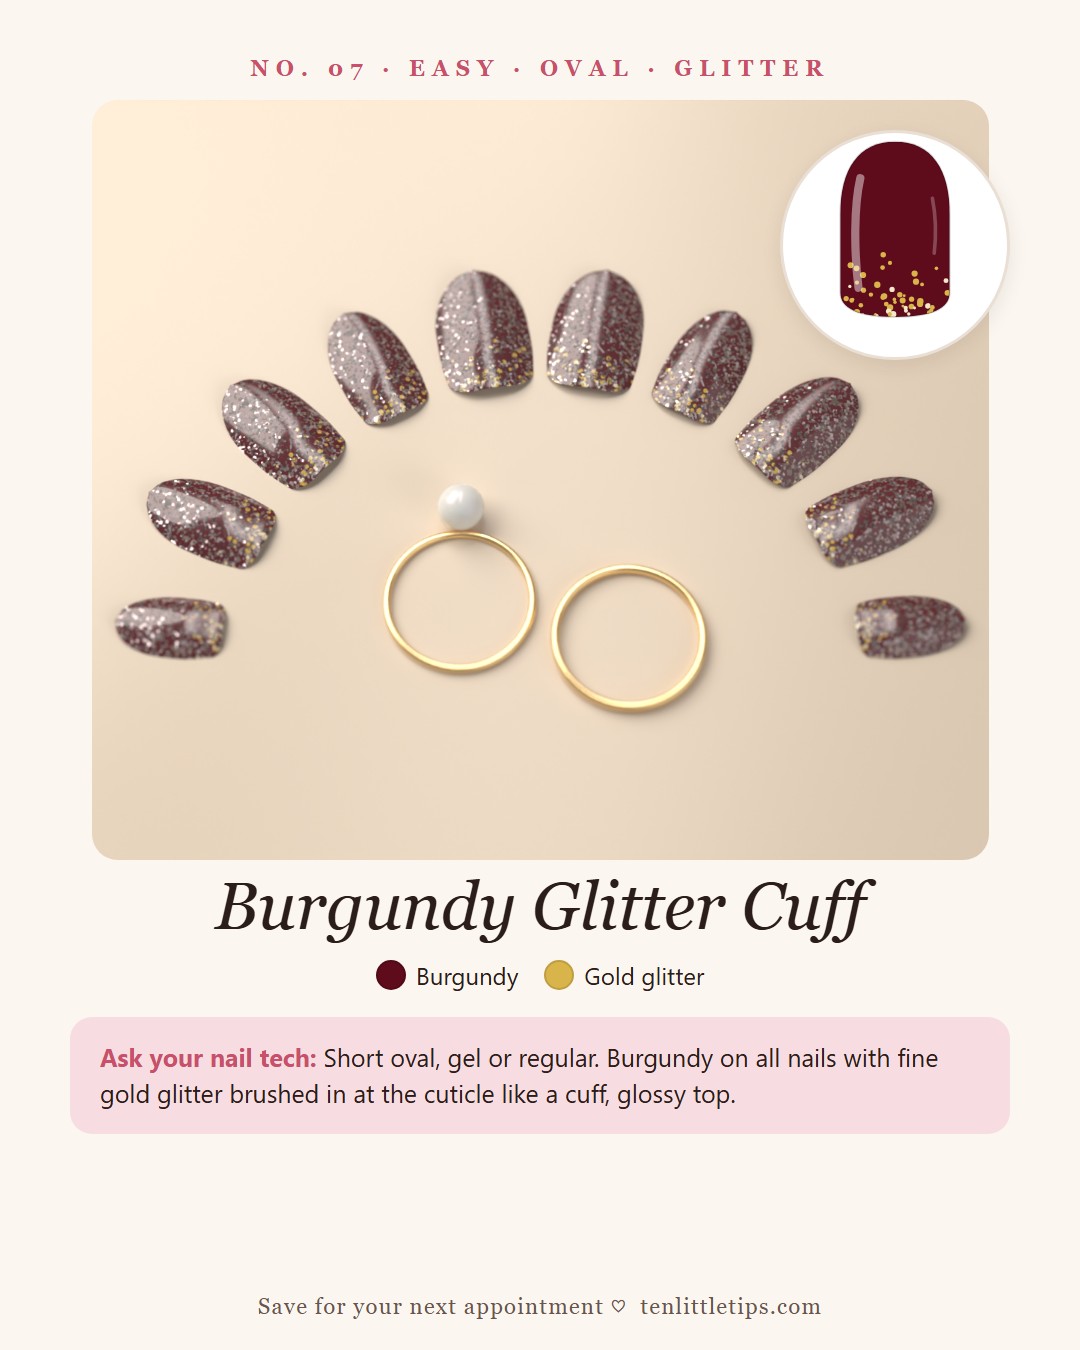 NO. 07 · EASY · OVAL · GLITTER
Burgundy Glitter Cuff
Burgundy Gold glitter
Ask your nail tech: Short oval, gel or regular. Burgundy on all nails with fine
gold glitter brushed in at the cuticle like a cuff, glossy top.
Save for your next appointment ♡ tenlittletips.com